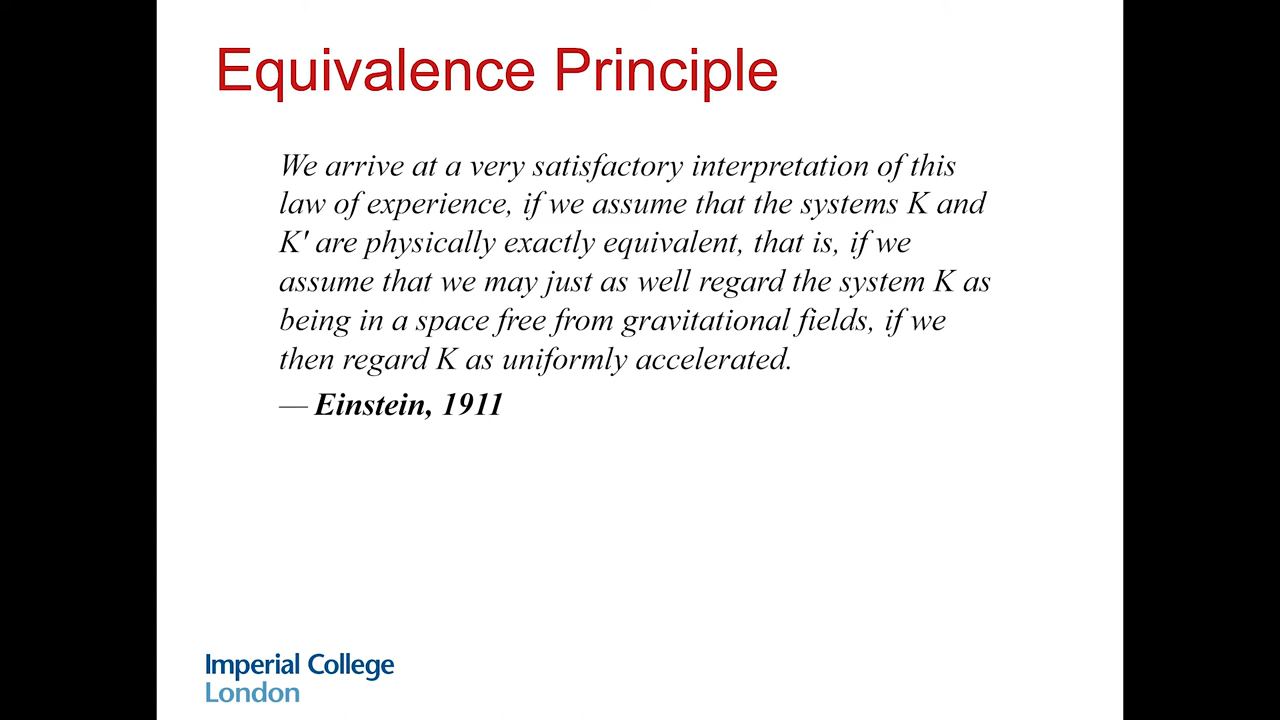 Equivalence Principle
We arrive at a very satisfactory interpretation of this
law of experience, if we assume that the systems K and
K' are physically exactly equivalent, that is, if we
assume that we may just as well regard the system K as
being in a space free from gravitational fields, if we
then regard K as uniformly accelerated.
— Einstein, 1911
Imperial College
London